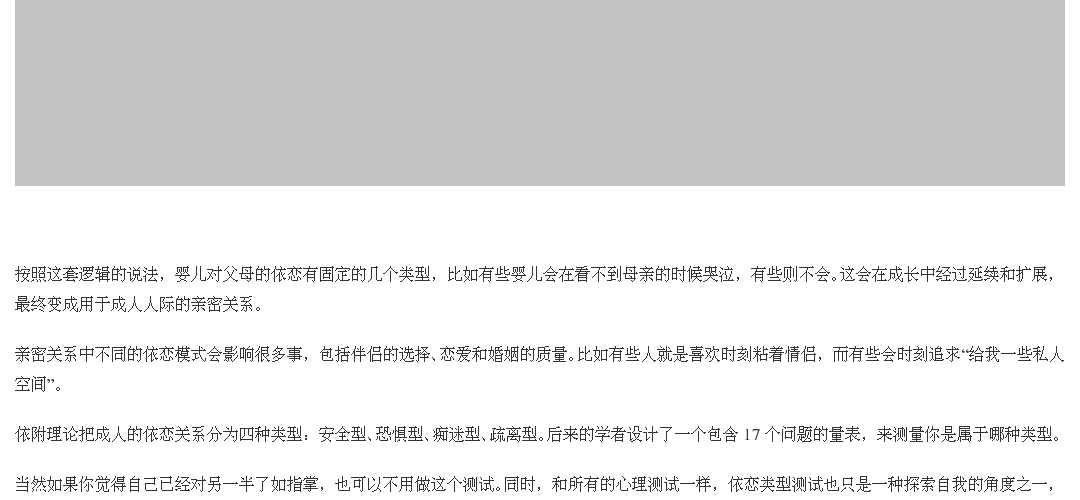 按照这套逻辑的说法，婴儿对父母的依恋有固定的几个类型，比如有些婴儿会在看不到母亲的时候哭泣，有些则不会。这会在成长中经过延续和扩展，
最终变成用于成人人际的亲密关系。
亲密关系中不同的依恋模式会影响很多事，包括伴侣的选择、恋爱和婚姻的质量。比如有些人就是喜欢时刻粘着情侣，而有些会时刻追求“给我一些私人
空间”。
依附理论把成人的依恋关系分为四种类型：安全型、恐惧型、痴迷型、疏离型。后来的学者设计了一个包含 17 个问题的量表，来测量你是属于哪种类型。
当然如果你觉得自己已经对另一半了如指掌，也可以不用做这个测试。同时，和所有的心理测试一样，依恋类型测试也只是一种探索自我的角度之一，